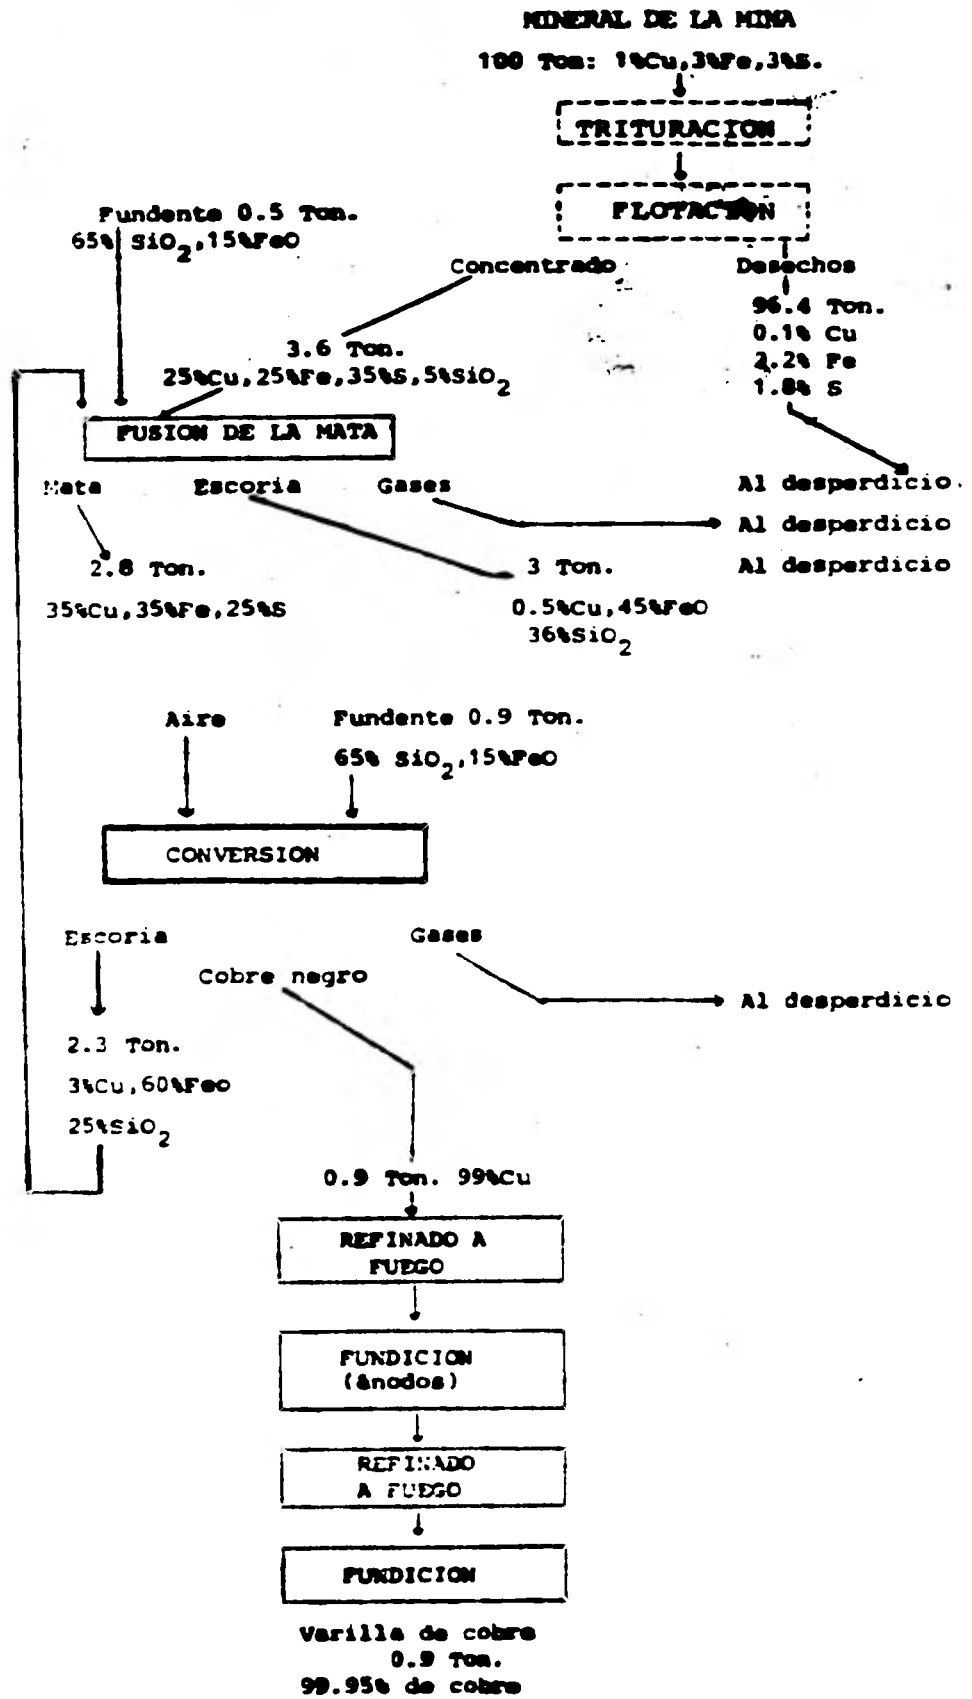 MINERAL DE LA MINA
100 Ton: 1%Cu,3%Fe,3%S.
TRITURACION
FLOTACION
Fundente 0.5 Ton.
65% SiO2,15%FeO
Concentrado
Desechos
96.4 Ton.
0.1% Cu
2.2% Fe
1.8% S
3.6 Ton.
25%Cu,25%Fe,35%S,5%SiO2
FUSION DE LA MATA
Mata Escoria Gases
Al desperdicio.
Al desperdicio
Al desperdicio
2.8 Ton.
35%Cu,35%Fe,25%S
3 Ton.
0.5%Cu,45%FeO
36%SiO2
Aire
Fundente 0.9 Ton.
65% SiO2,15%FeO
CONVERSION
Escoria
Gases
Cobre negro
Al desperdicio
2.3 Ton.
3%Cu,60%FeO
25%SiO2
0.9 Ton. 99%Cu
REFINADO A
FUEGO
FUNDICION
(ánodos)
REFINADO
A FUEGO
FUNDICION
Varilla de cobre
0.9 Ton.
99.95% de cobre